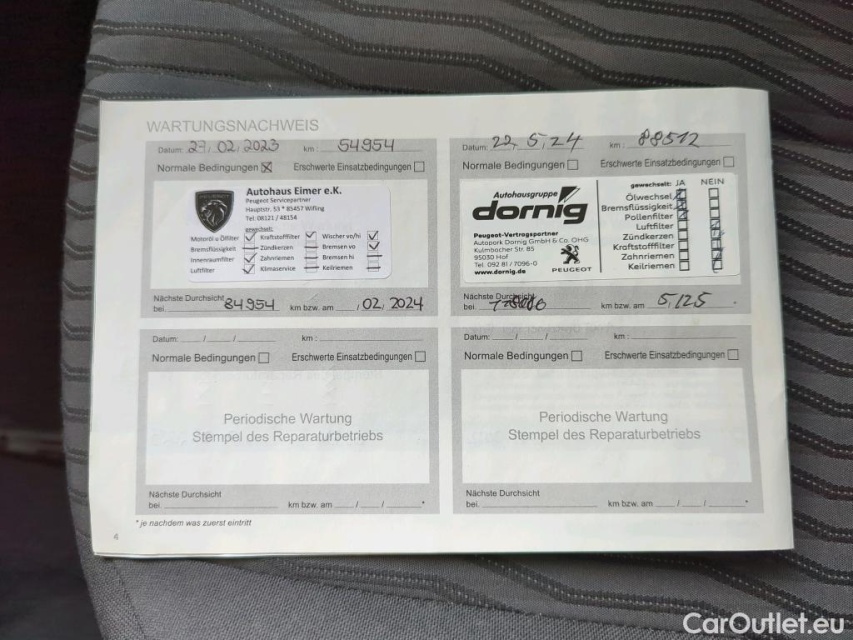 WARTUNGSNACHWEIS
Datum: 27.02.2023 km: 54954
Normale Bedingungen ☒ Erschwerte Einsatzbedingungen ☐
Autohaus Eimer e.K.
Peugeot Servicepartner
Hauptstr. 53 * 85457 Wifling
Tel: 08121 / 48154
gewechselt:
Motoröl u Ölfilter Kraftstofffilter Wischer vo/hi
Bremsflüssigkeit Zündkerzen Bremsen vo
Innenraumfilter Zahnriemen Bremsen hi
Luftfilter Klimaservice Keilriemen
Nächste Durchsicht
bei 84954 km bzw. am / 02 / 2024
Datum: 22, 5, 24 km: 88512
Normale Bedingungen ☐ Erschwerte Einsatzbedingungen ☐
Autohausgruppe
dornig
Peugeot-Vertragspartner
Autopark Dornig GmbH & Co. OHG
Kulmbacher Str. 85
95030 Hof
Tel. 092 81 / 7096-0
www.dornig.de
PEUGEOT
gewechselt: JA NEIN
Ölwechsel
Bremsflüssigkeit
Pollenfilter
Luftfilter
Zündkerzen
Kraftstofffilter
Zahnriemen
Keilriemen
Nächste Durchsicht
bei km bzw. am 5/25
Datum: / / km:
Normale Bedingungen ☐ Erschwerte Einsatzbedingungen ☐
Periodische Wartung
Stempel des Reparaturbetriebs
Nächste Durchsicht
bei km bzw. am / / *
Datum: / / km:
Normale Bedingungen ☐ Erschwerte Einsatzbedingungen ☐
Periodische Wartung
Stempel des Reparaturbetriebs
Nächste Durchsicht
bei. km bzw. am / / *
* je nachdem was zuerst eintritt
4
CarOutlet.eu